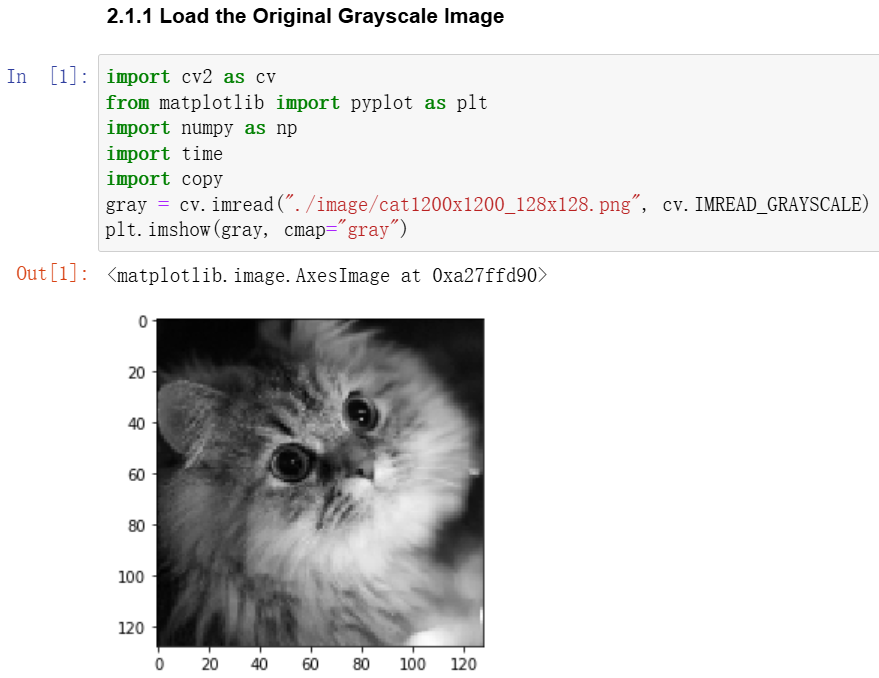 2.1.1 Load the Original Grayscale Image
In [1]:
import cv2 as cv
from matplotlib import pyplot as plt
import numpy as np
import time
import copy
gray = cv.imread("./image/cat1200x1200_128x128.png", cv.IMREAD_GRAYSCALE)
plt.imshow(gray, cmap="gray")
Out[1]: <matplotlib.image.AxesImage at 0xa27ffd90>
0
20
40
60
80
100
120
0 20 40 60 80 100 120